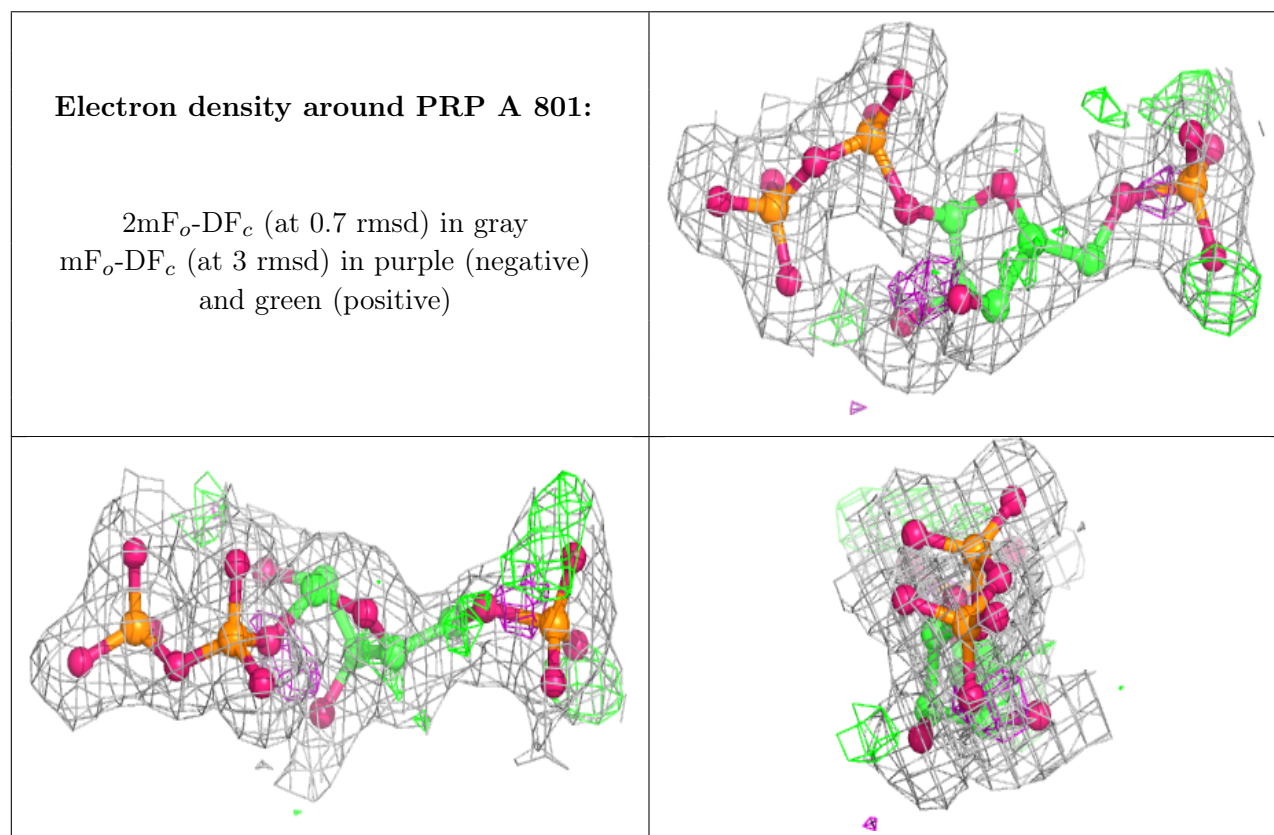 Electron density around PRP A 801:
2mFₒ-DF𝑐 (at 0.7 rmsd) in gray
mFₒ-DF𝑐 (at 3 rmsd) in purple (negative)
and green (positive)